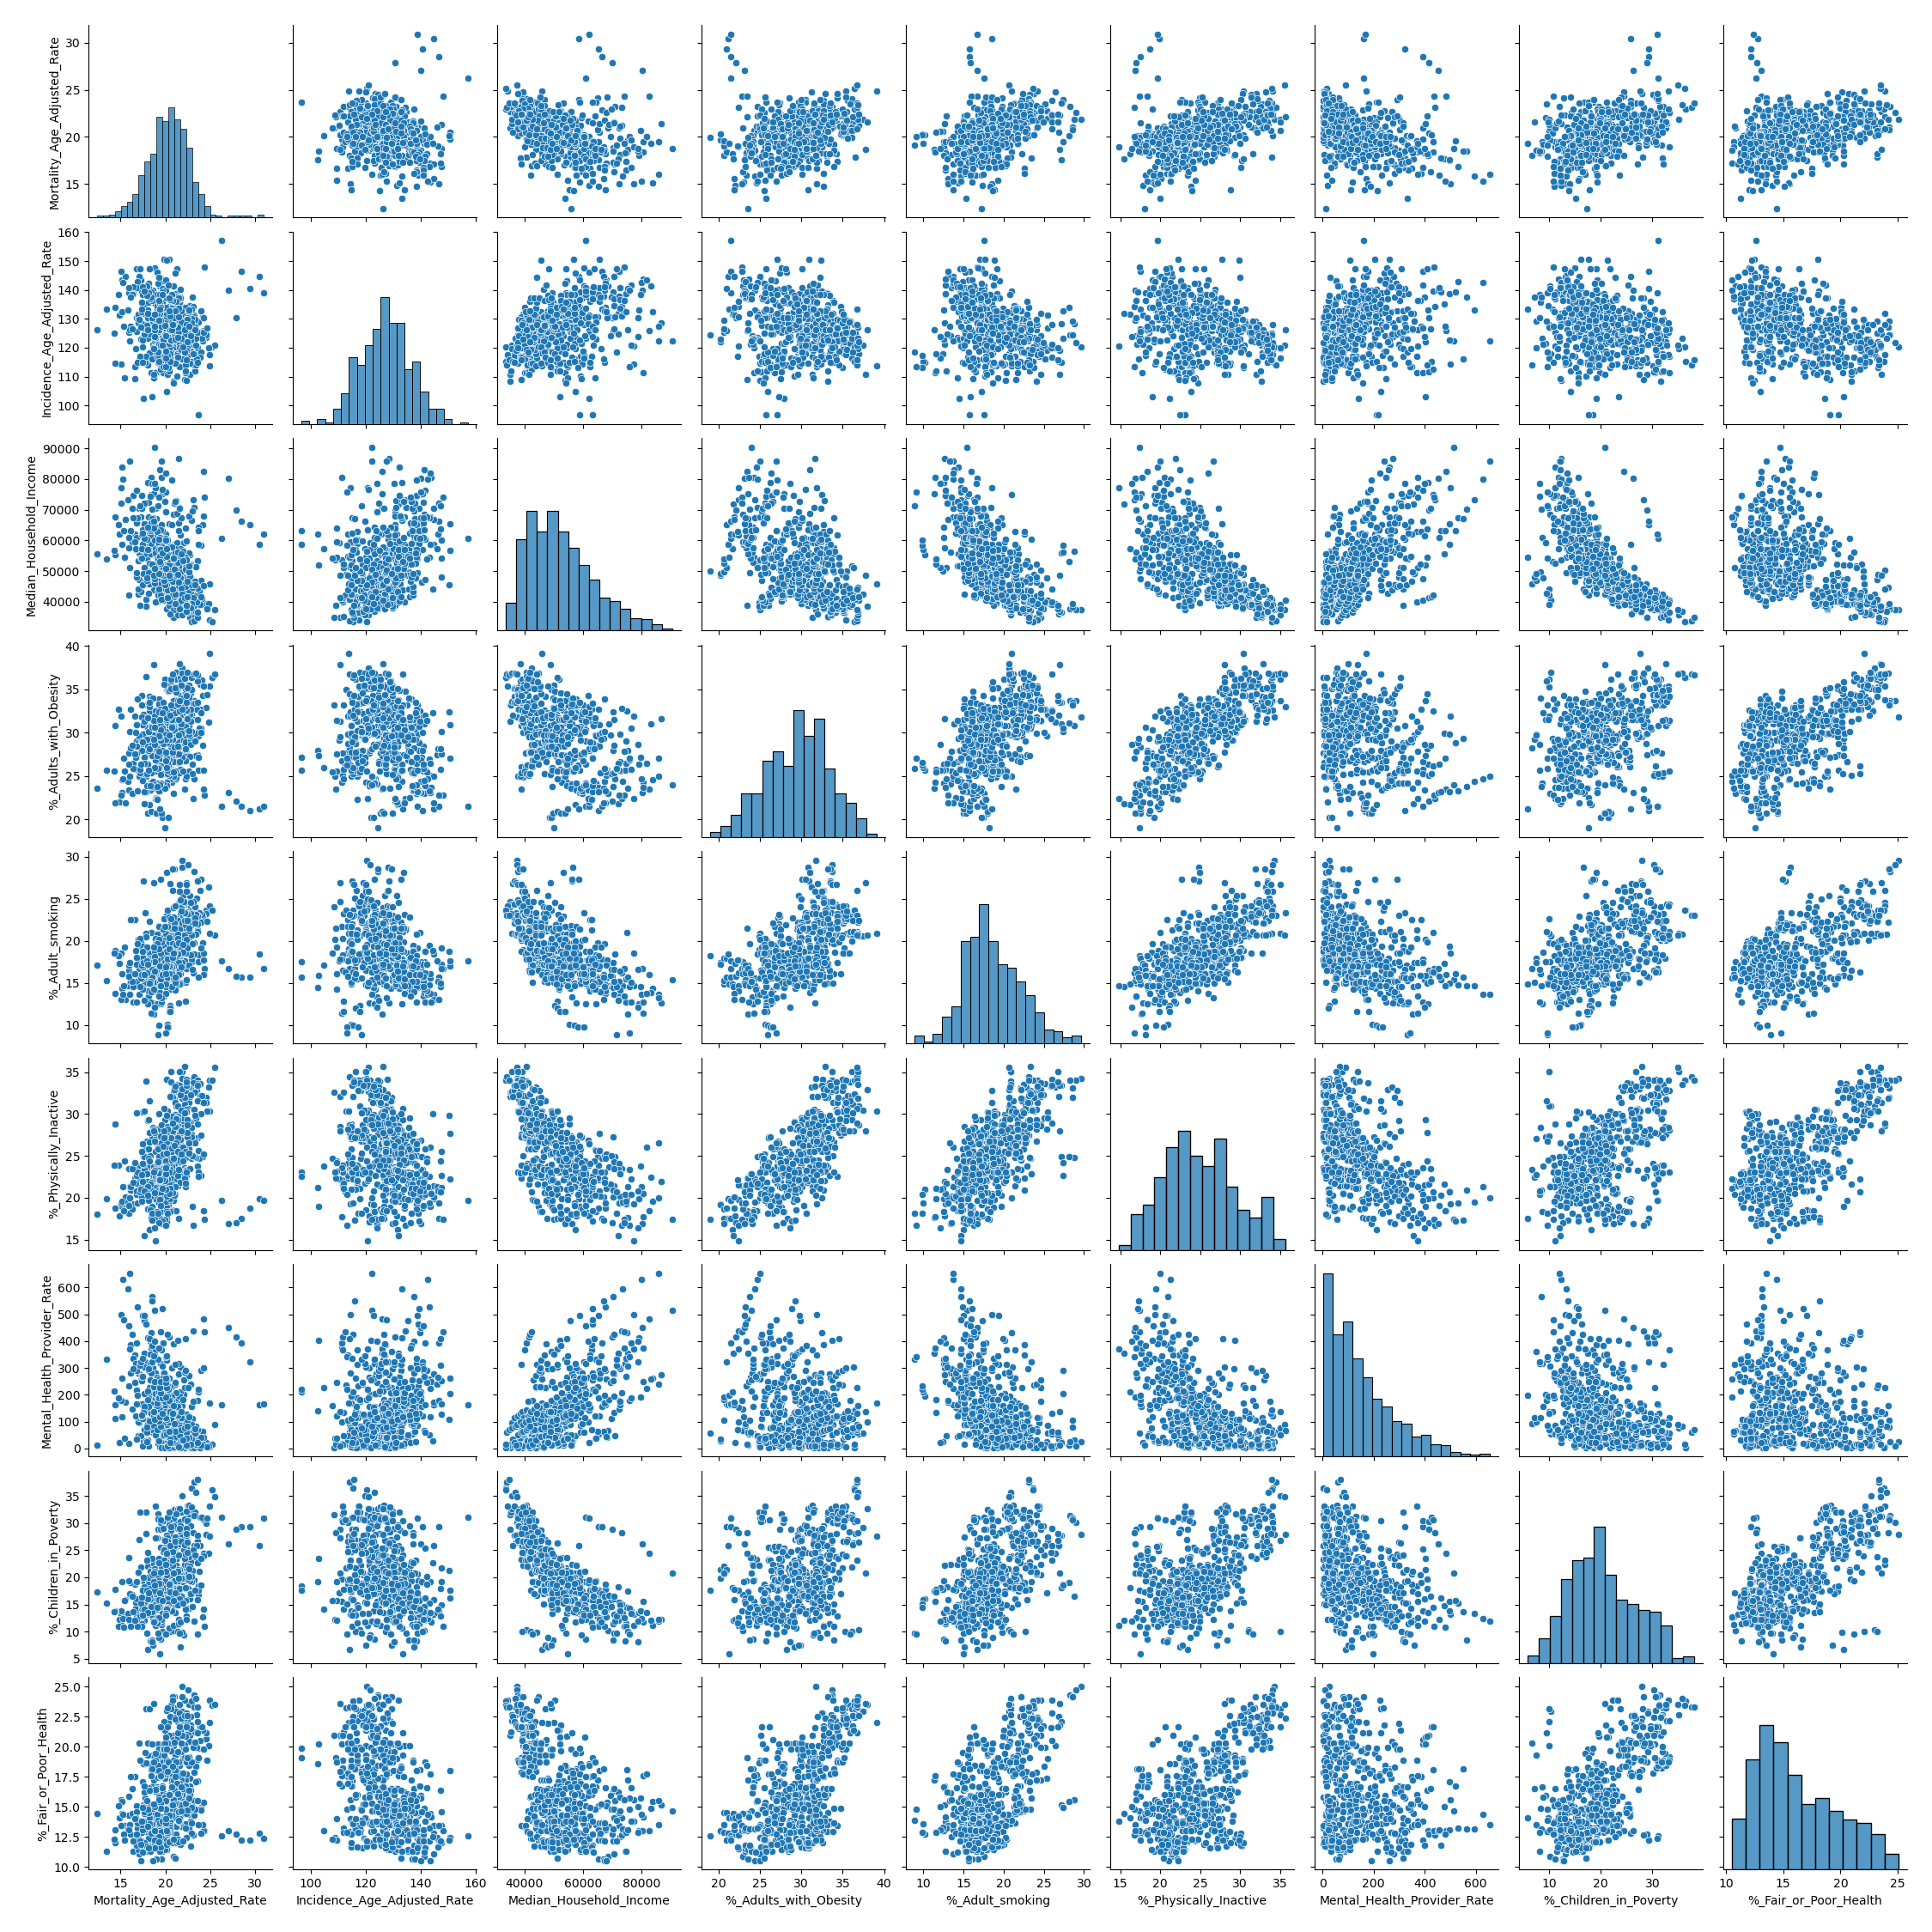 Mortality_Age_Adjusted_Rate
30
25
20
15
Incidence_Age_Adjusted_Rate
160
150
140
130
120
110
100
Median_Household_Income
90000
80000
70000
60000
50000
40000
%_Adults_with_Obesity
40
35
30
25
20
%_Adult_smoking
30
25
20
15
10
%_Physically_Inactive
35
30
25
20
15
Mental_Health_Provider_Rate
600
500
400
300
200
100
0
%_Children_in_Poverty
35
30
25
20
15
10
5
%_Fair_or_Poor_Health
25.0
22.5
20.0
17.5
15.0
12.5
10.0
15 20 25 30
Mortality_Age_Adjusted_Rate
100 120 140 160
Incidence_Age_Adjusted_Rate
40000 60000 80000
Median_Household_Income
20 25 30 35 40
%_Adults_with_Obesity
10 15 20 25 30
%_Adult_smoking
15 20 25 30 35
%_Physically_Inactive
0 200 400 600
Mental_Health_Provider_Rate
10 20 30
%_Children_in_Poverty
10 15 20 25
%_Fair_or_Poor_Health